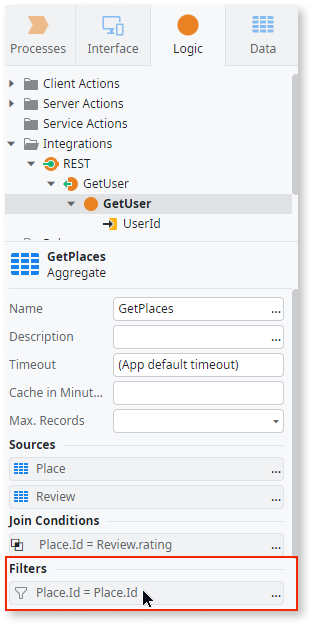 Processes Interface Logic Data
Client Actions
Server Actions
Service Actions
Integrations
REST
GetUser
GetUser
UserId
GetPlaces
Aggregate
Name GetPlaces ...
Description ...
Timeout (App default timeout)
Cache in Minut...
Max. Records
Sources
Place ...
Review ...
Join Conditions
Place.Id = Review.rating ...
Filters
Place.Id = Place.Id ...